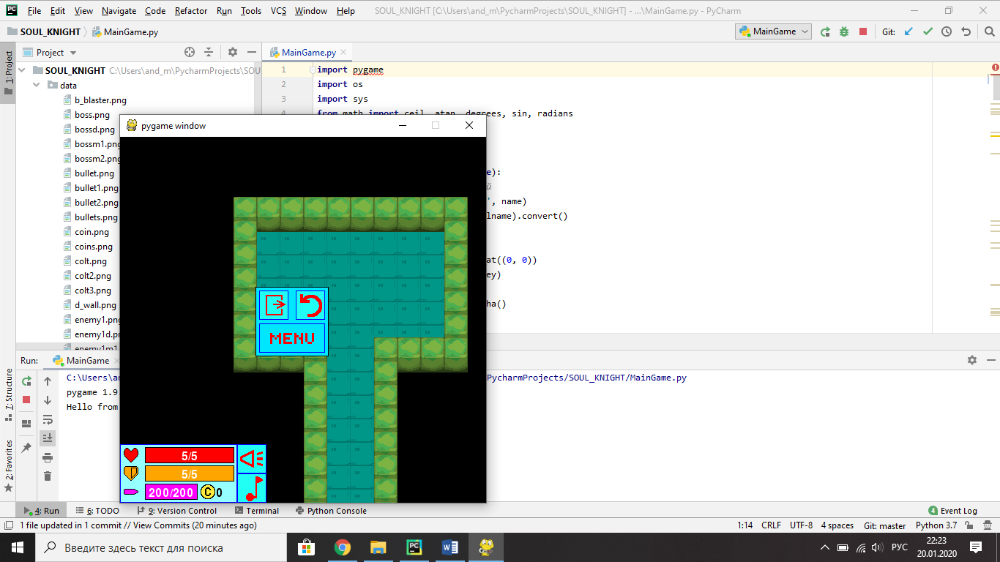 File Edit View Navigate Code Refactor Run Tools VCS Window Help SOUL_KNIGHT [C:\Users\and_m\PycharmProjects\SOUL_KNIGHT] - ...\MainGame.py - PyCharm
SOUL_KNIGHT MainGame.py MainGame Git:
1: Project
Project
MainGame.py
SOUL_KNIGHT C:\Users\and_m\PycharmProjects\SOU
data
b_blaster.png
boss.png
bossd.png
bossm1.png
bossm2.png
bullet.png
bullet1.png
bullet2.png
bullets.png
coin.png
coins.png
colt.png
colt2.png
colt3.png
d_wall.png
enemy1.png
enemy1d.png
enemy1m1.png
1 import pygame
2 import os
3 import sys
4 from math import ceil, atan, degrees, sin, radians
e):
й
', name)
lname).convert()
at((0, 0))
ey)
ha()
pygame window
MENU
5/5
5/5
200/200 C 0
Run: MainGame
C:\Users\an
PycharmProjects/SOUL_KNIGHT/MainGame.py
pygame 1.9
Hello from
7: Structure
2: Favorites
4: Run 6: TODO 9: Version Control Terminal Python Console 4 Event Log
1 file updated in 1 commit // View Commits (20 minutes ago) 1:14 CRLF UTF-8 4 spaces Git: master Python 3.7
Введите здесь текст для поиска
РУС
22:23
20.01.2020